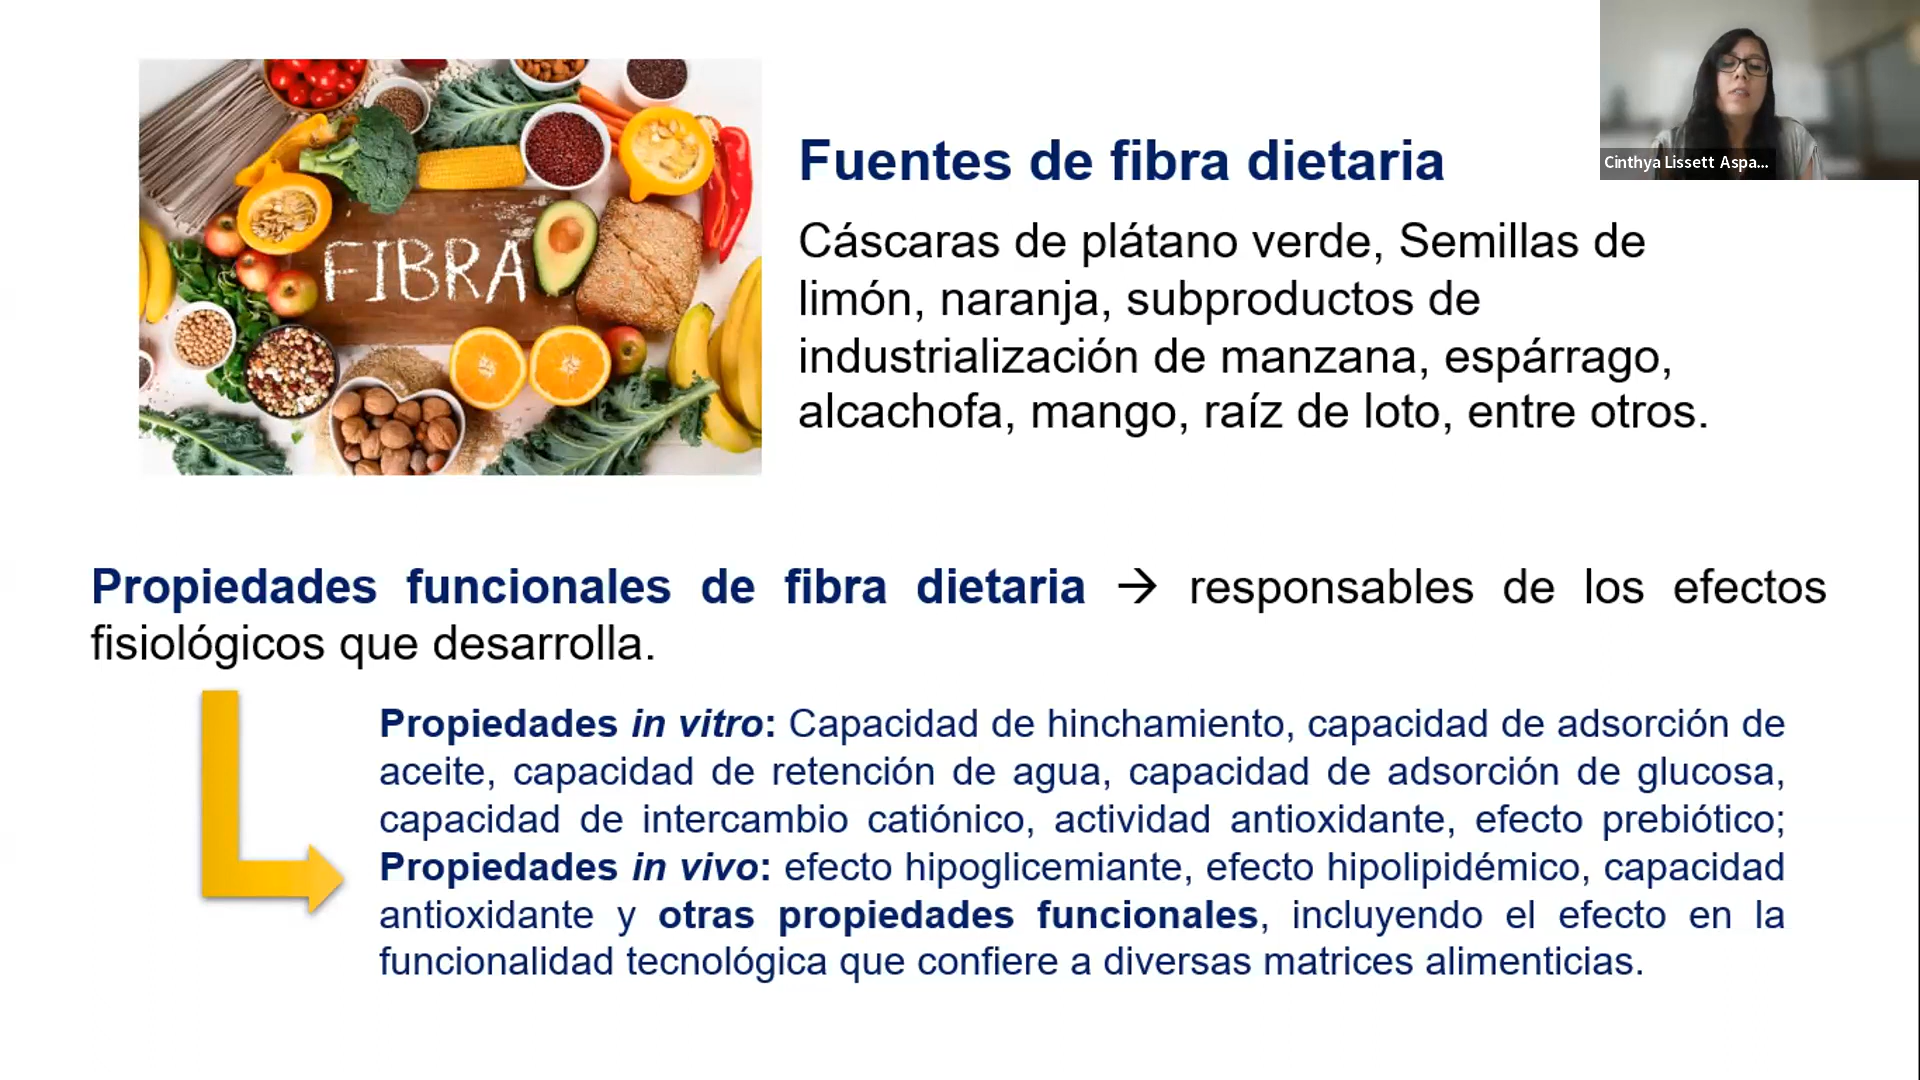 FIBRA
Fuentes de fibra dietaria
Cáscaras de plátano verde, Semillas de
limón, naranja, subproductos de
industrialización de manzana, espárrago,
alcachofa, mango, raíz de loto, entre otros.
Cinthya Lissett Aspa...
Propiedades funcionales de fibra dietaria → responsables de los efectos
fisiológicos que desarrolla.
Propiedades in vitro: Capacidad de hinchamiento, capacidad de adsorción de
aceite, capacidad de retención de agua, capacidad de adsorción de glucosa,
capacidad de intercambio catiónico, actividad antioxidante, efecto prebiótico;
Propiedades in vivo: efecto hipoglicemiante, efecto hipolipidémico, capacidad
antioxidante y otras propiedades funcionales, incluyendo el efecto en la
funcionalidad tecnológica que confiere a diversas matrices alimenticias.